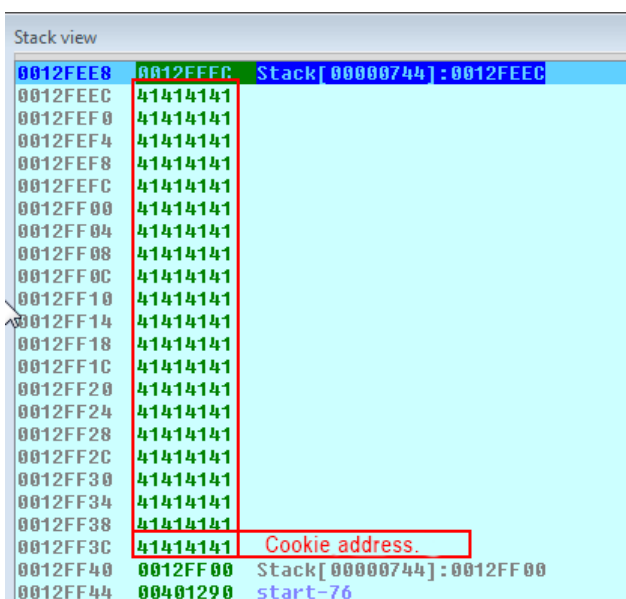 Stack view
0012FEE8 0012FEEC Stack[00000744]:0012FEEC
0012FEEC 41414141
0012FEF0 41414141
0012FEF4 41414141
0012FEF8 41414141
0012FEFC 41414141
0012FF00 41414141
0012FF04 41414141
0012FF08 41414141
0012FF0C 41414141
0012FF10 41414141
0012FF14 41414141
0012FF18 41414141
0012FF1C 41414141
0012FF20 41414141
0012FF24 41414141
0012FF28 41414141
0012FF2C 41414141
0012FF30 41414141
0012FF34 41414141
0012FF38 41414141
0012FF3C 41414141 Cookie address.
0012FF40 0012FF00 Stack[00000744]:0012FF00
0012FF44 00401290 start-76